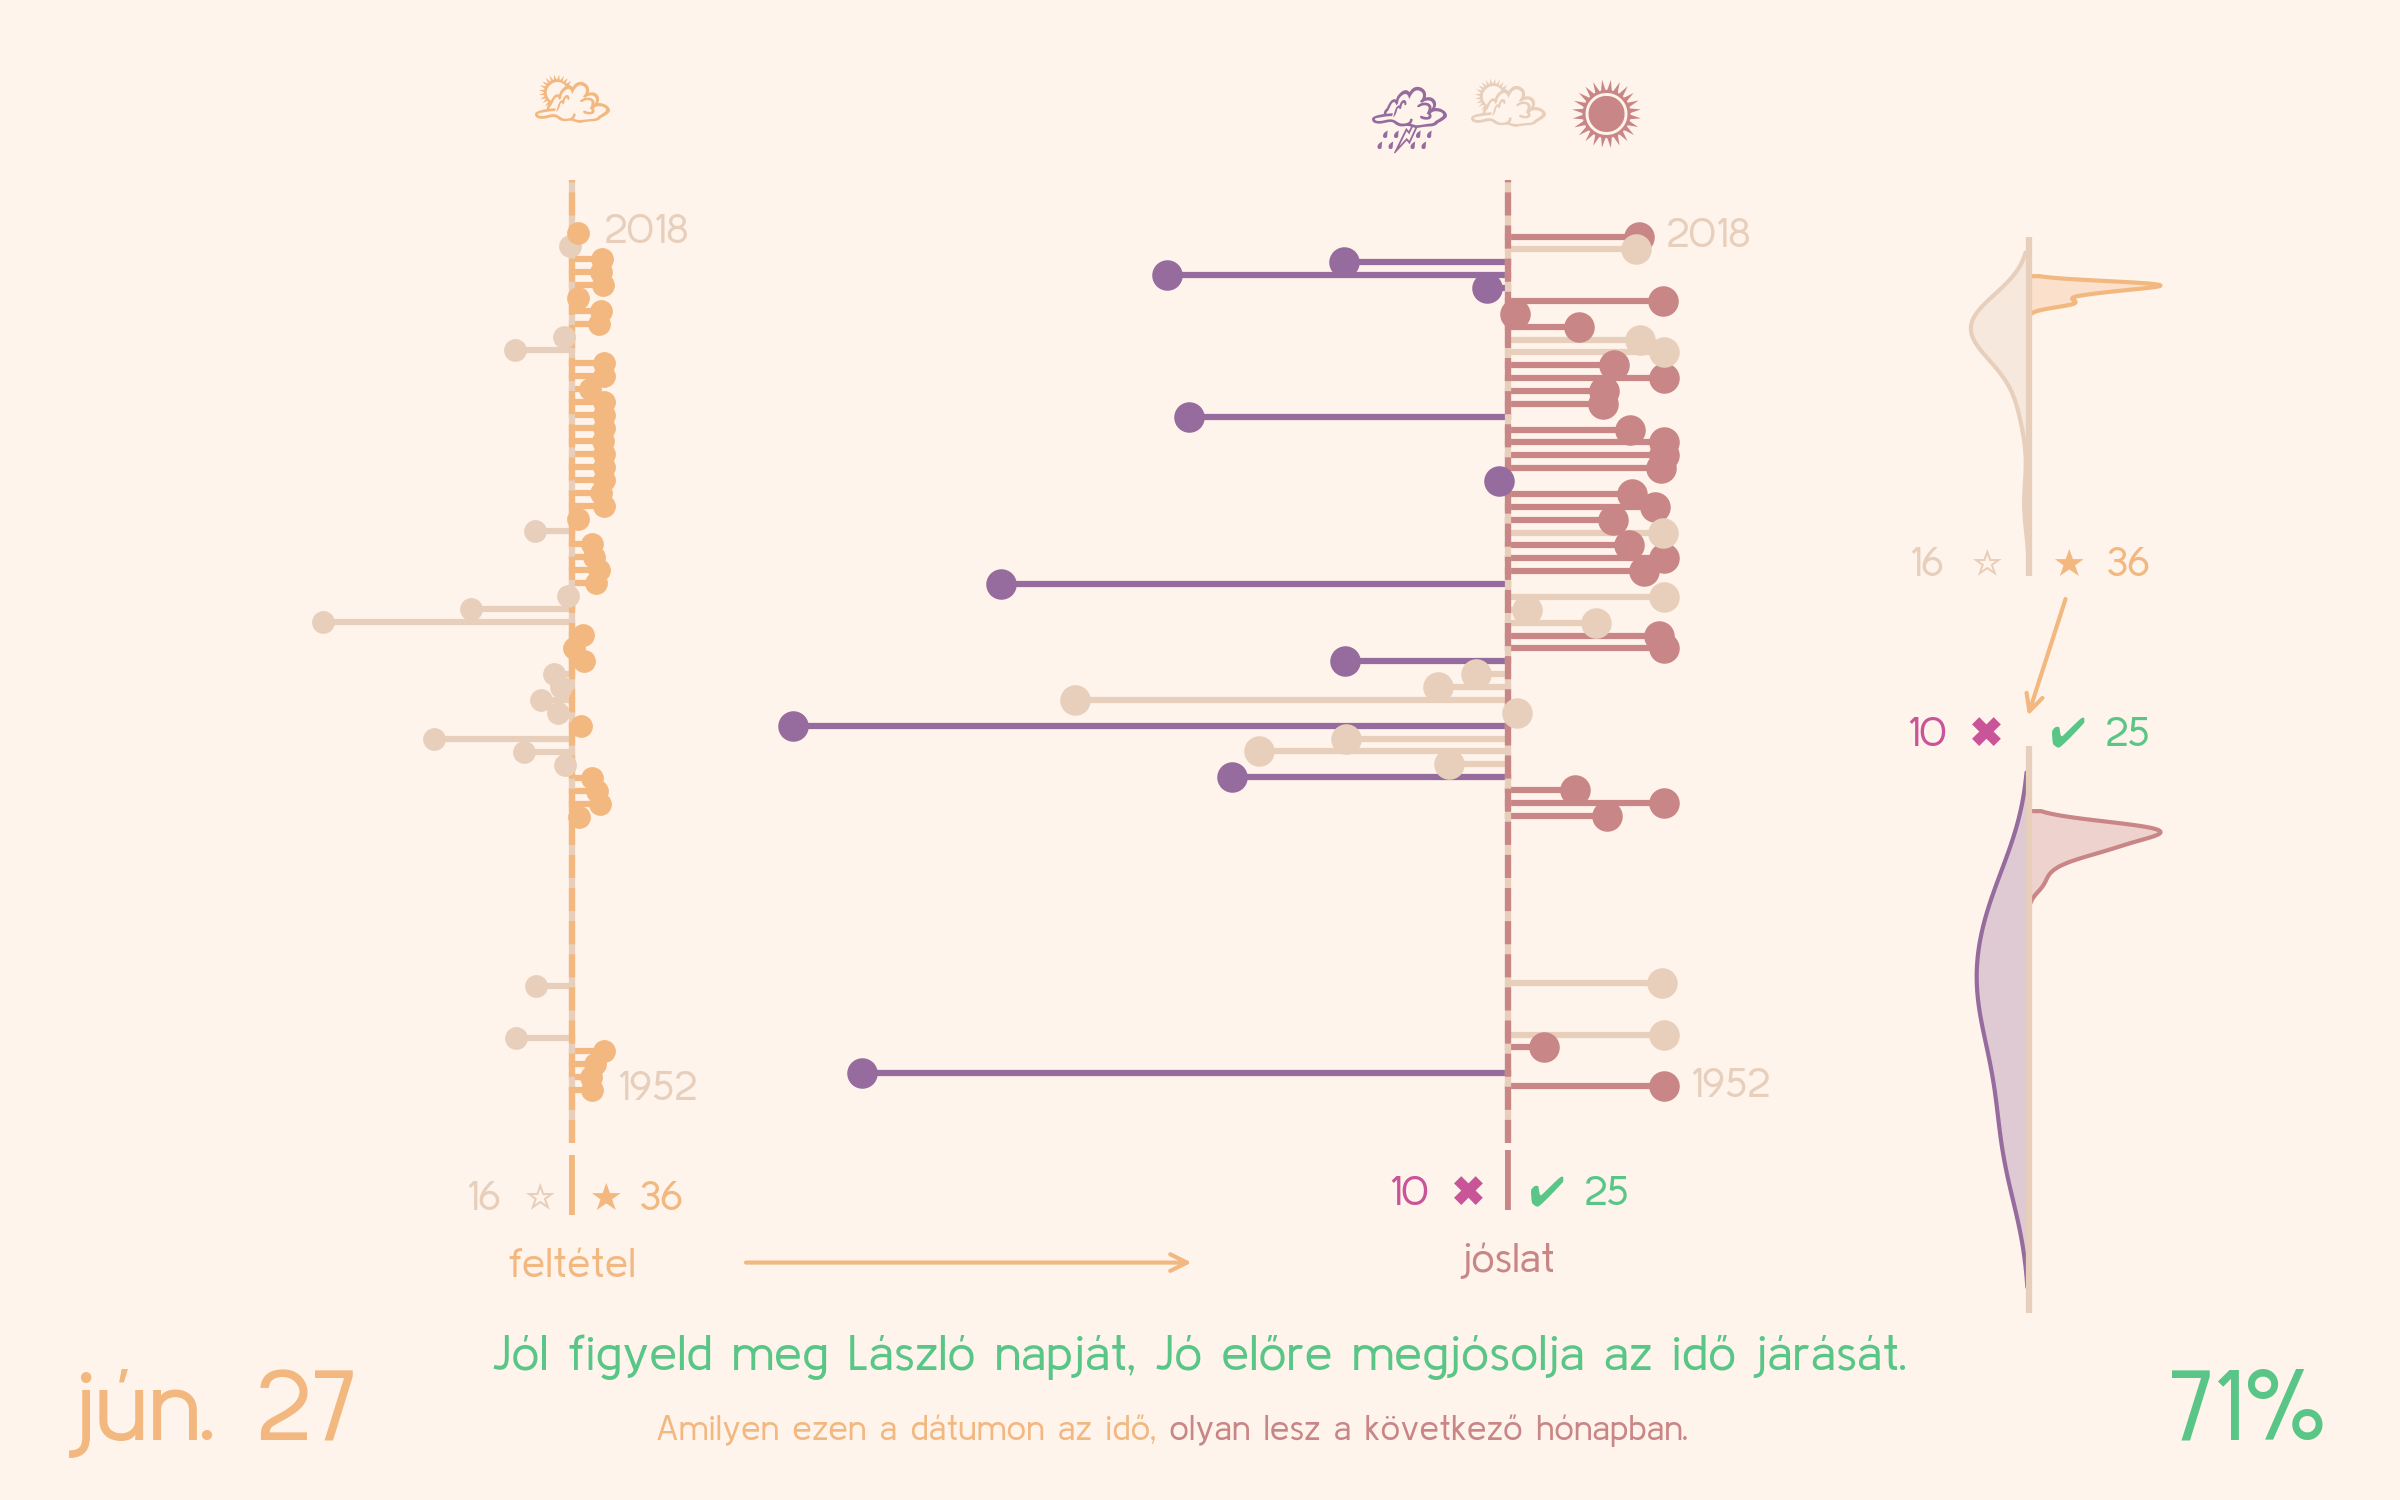 2018
2018
16 ☆ ★ 36
10 ✖ ✔ 25
1952
1952
16 ☆ ★ 36
10 ✖ ✔ 25
feltétel
jóslat
Jól figyeld meg László napját, Jó előre megjósolja az idő járását.
jún. 27
71%
Amilyen ezen a dátumon az idő, olyan lesz a következő hónapban.